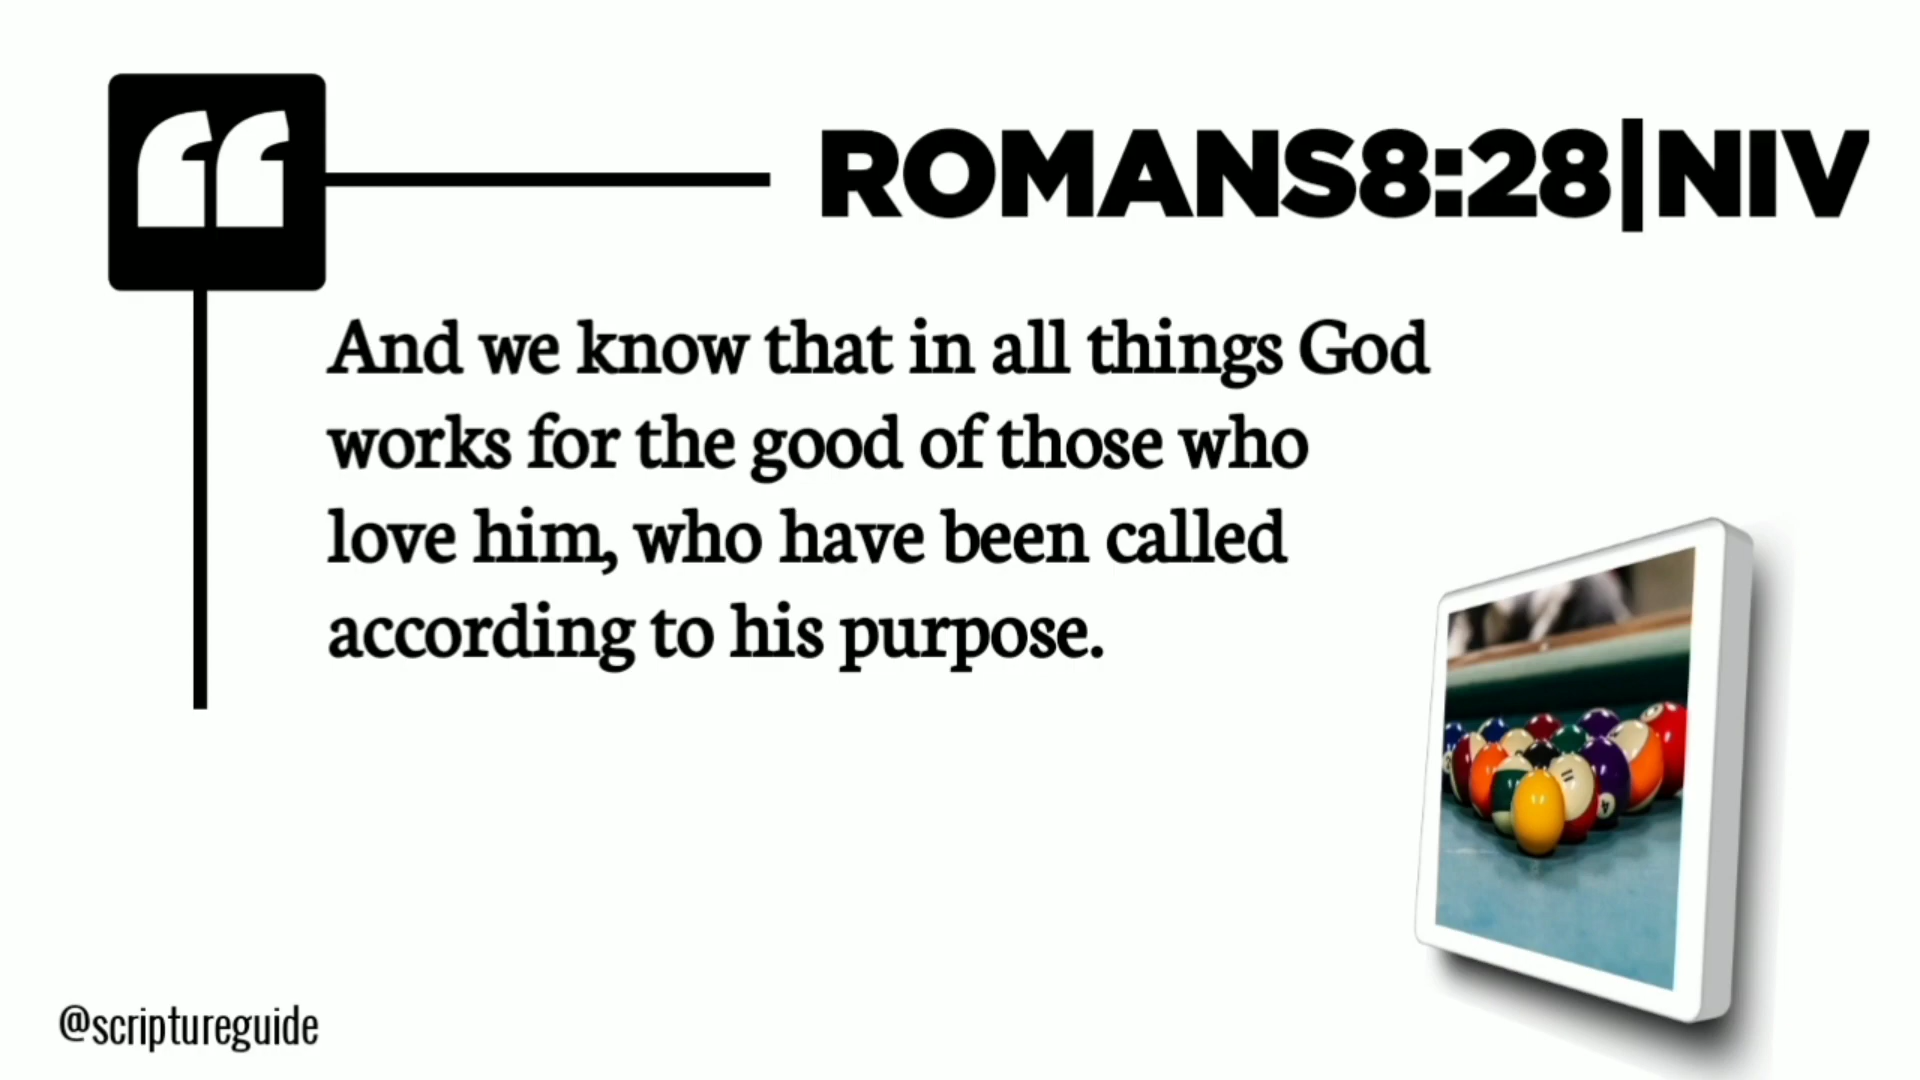 ROMANS8:28|NIV
And we know that in all things God
works for the good of those who
love him, who have been called
according to his purpose.
@scriptureguide